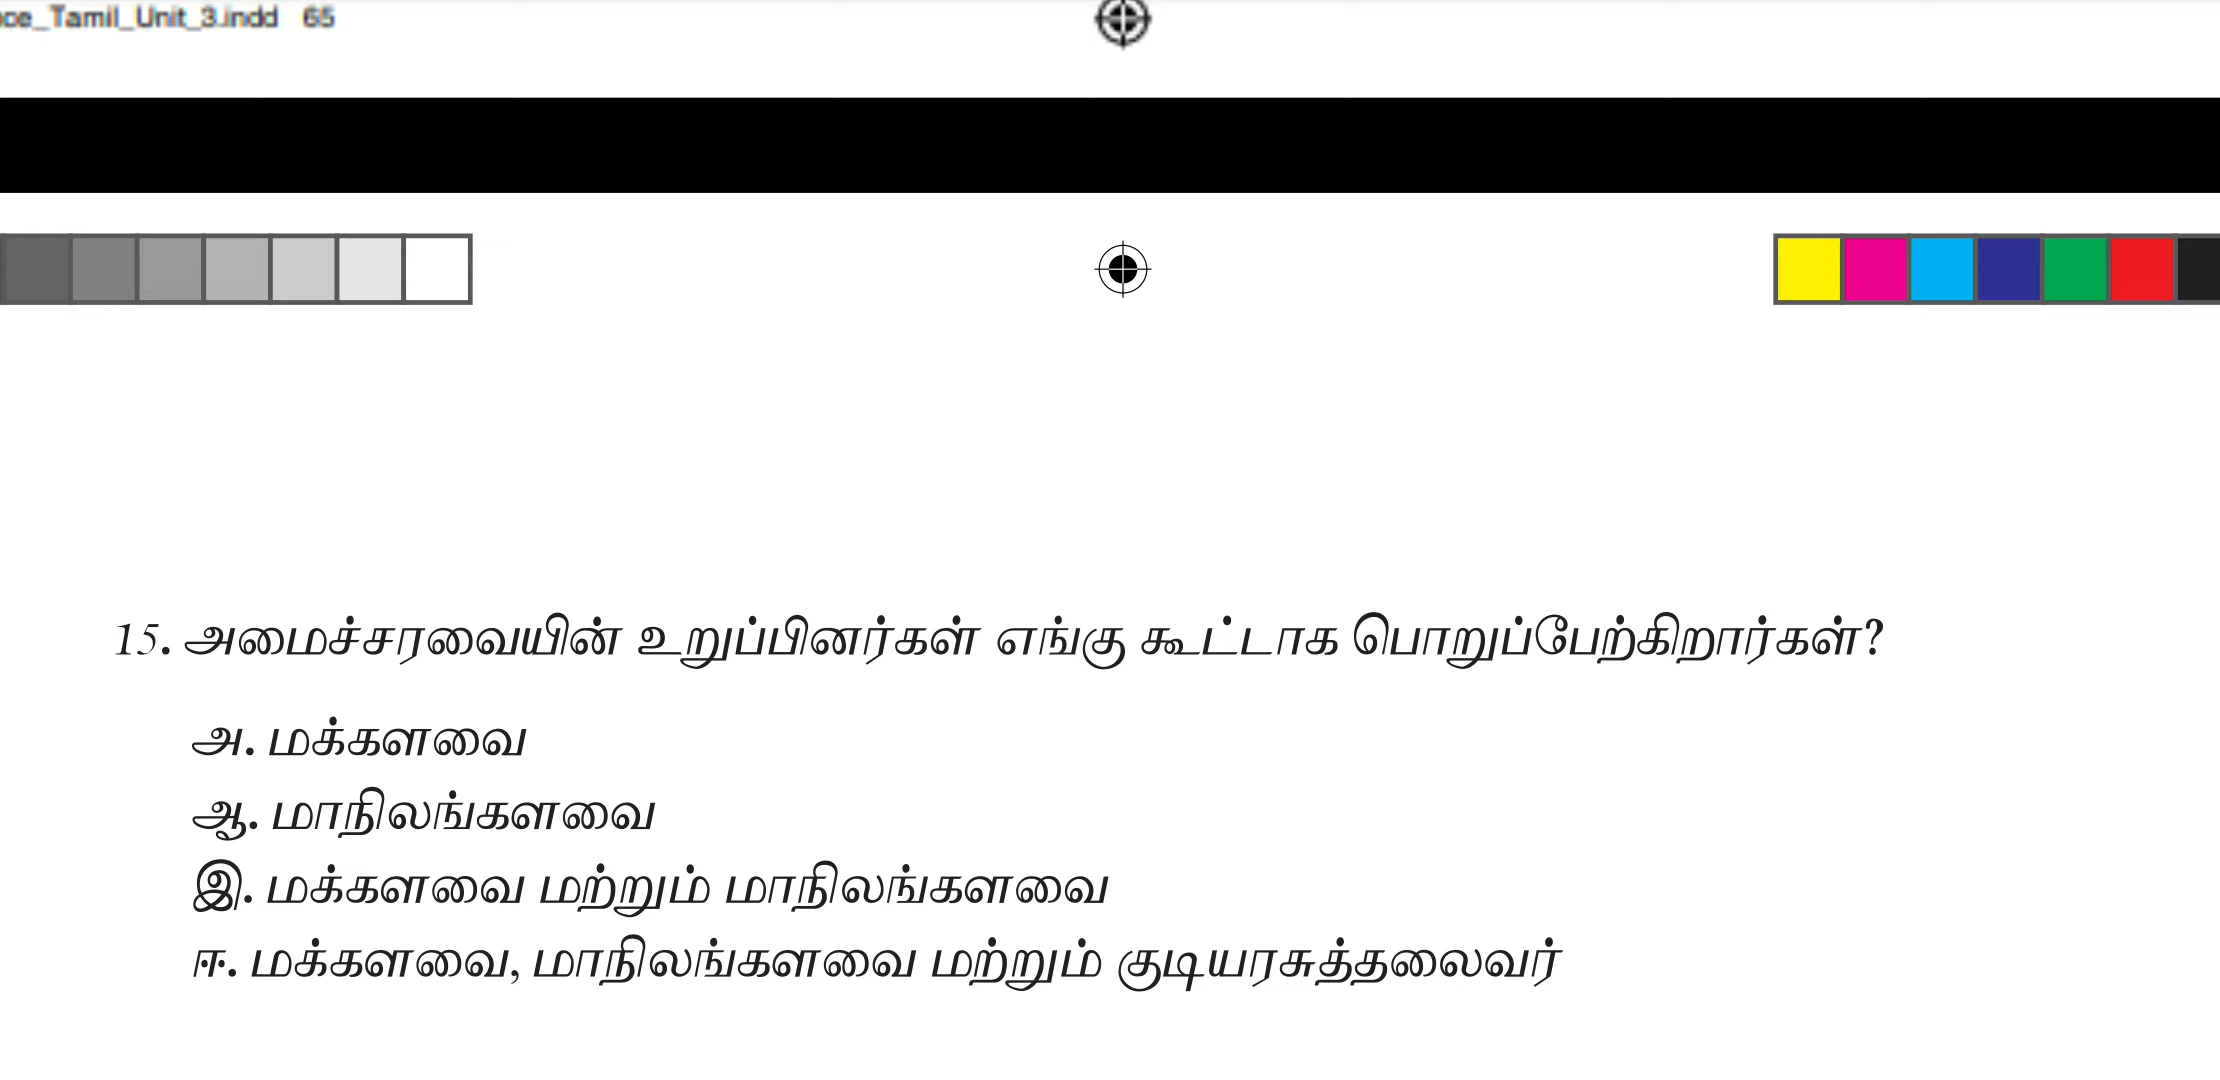 ce_Tamil_Unit_3.indd 65
15. அமைச்சரவையின் உறுப்பினர்கள் எங்கு கூட்டாக பொறுப்பேற்கிறார்கள்?
அ. மக்களவை
ஆ. மாநிலங்களவை
இ. மக்களவை மற்றும் மாநிலங்களவை
ஈ. மக்களவை, மாநிலங்களவை மற்றும் குடியரசுத்தலைவர்